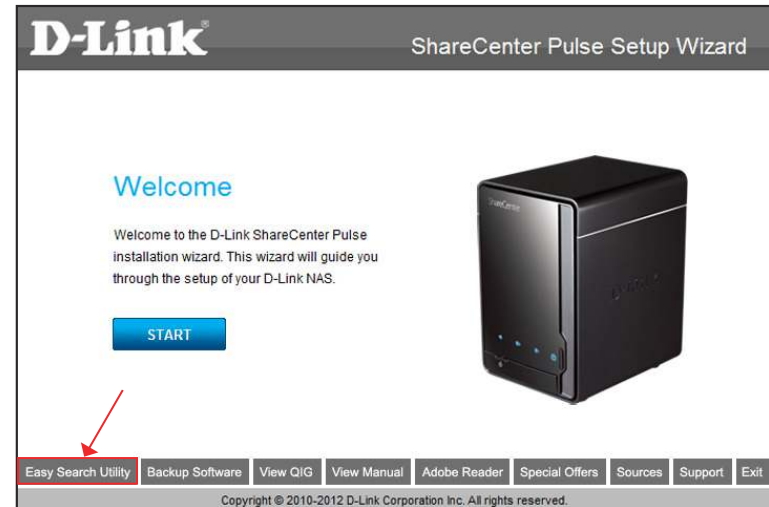 D-Link®
ShareCenter Pulse Setup Wizard
Welcome
Welcome to the D-Link ShareCenter Pulse
installation wizard. This wizard will guide you
through the setup of your D-Link NAS.
START
ShareCenter
Easy Search Utility Backup Software View QIG View Manual Adobe Reader Special Offers Sources Support Exit
Copyright © 2010-2012 D-Link Corporation Inc. All rights reserved.